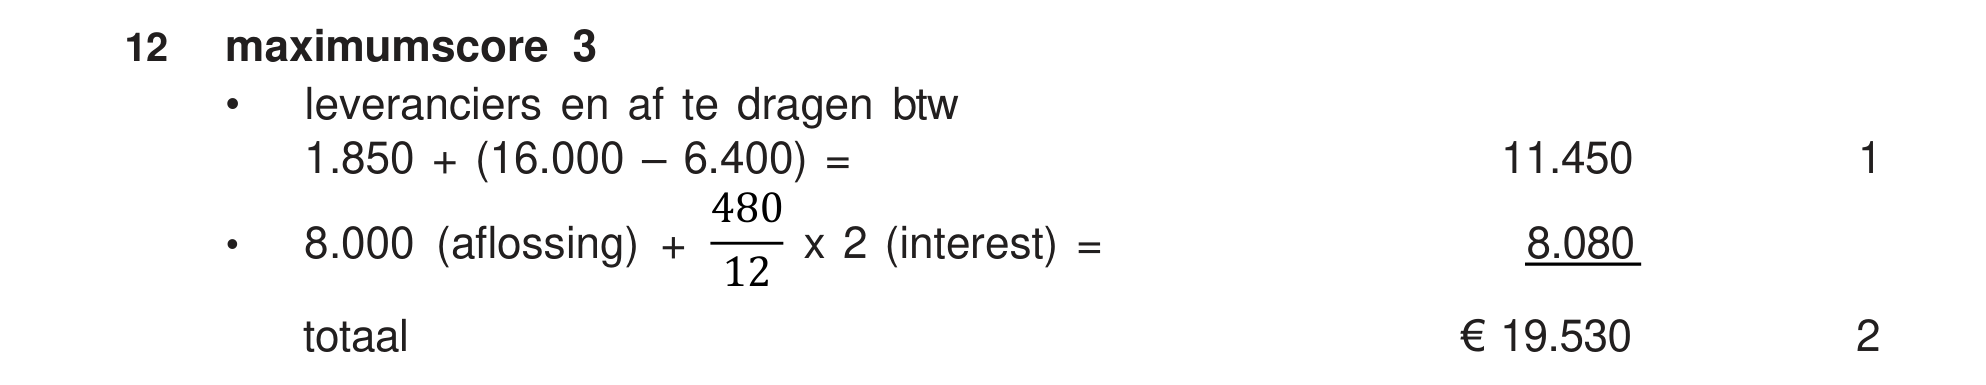 12 maximumscore 3
• leveranciers en af te dragen btw
1.850 + (16.000 – 6.400) = 11.450 1
• 8.000 (aflossing) + 480/12 x 2 (interest) = 8.080
totaal € 19.530 2